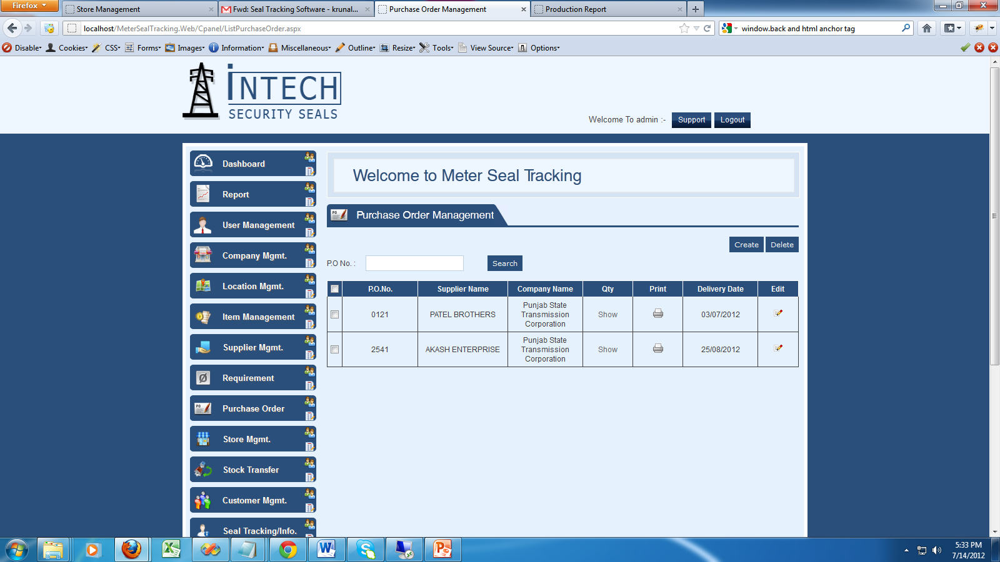 Firefox
Store Management
Fwd: Seal Tracking Software - krunal...
Purchase Order Management
Production Report
localhost/MeterSealTracking.Web/Cpanel/ListPurchaseOrder.aspx
window.back and html anchor tag
Disable Cookies CSS Forms Images Information Miscellaneous Outline Resize Tools View Source Options
iNTECH
SECURITY SEALS
Welcome To admin :- Support Logout
Dashboard
Report
User Management
Company Mgmt.
Location Mgmt.
Item Management
Supplier Mgmt.
Requirement
PO
Purchase Order
Store Mgmt.
Stock Transfer
Customer Mgmt.
Seal Tracking/Info.
Welcome to Meter Seal Tracking
PO
Purchase Order Management
Create Delete
P.O No. : Search
P.O.No. Supplier Name Company Name Qty Print Delivery Date Edit
0121 PATEL BROTHERS Punjab State Transmission Corporation Show 03/07/2012
2541 AKASH ENTERPRISE Punjab State Transmission Corporation Show 25/08/2012
5:33 PM
7/14/2012